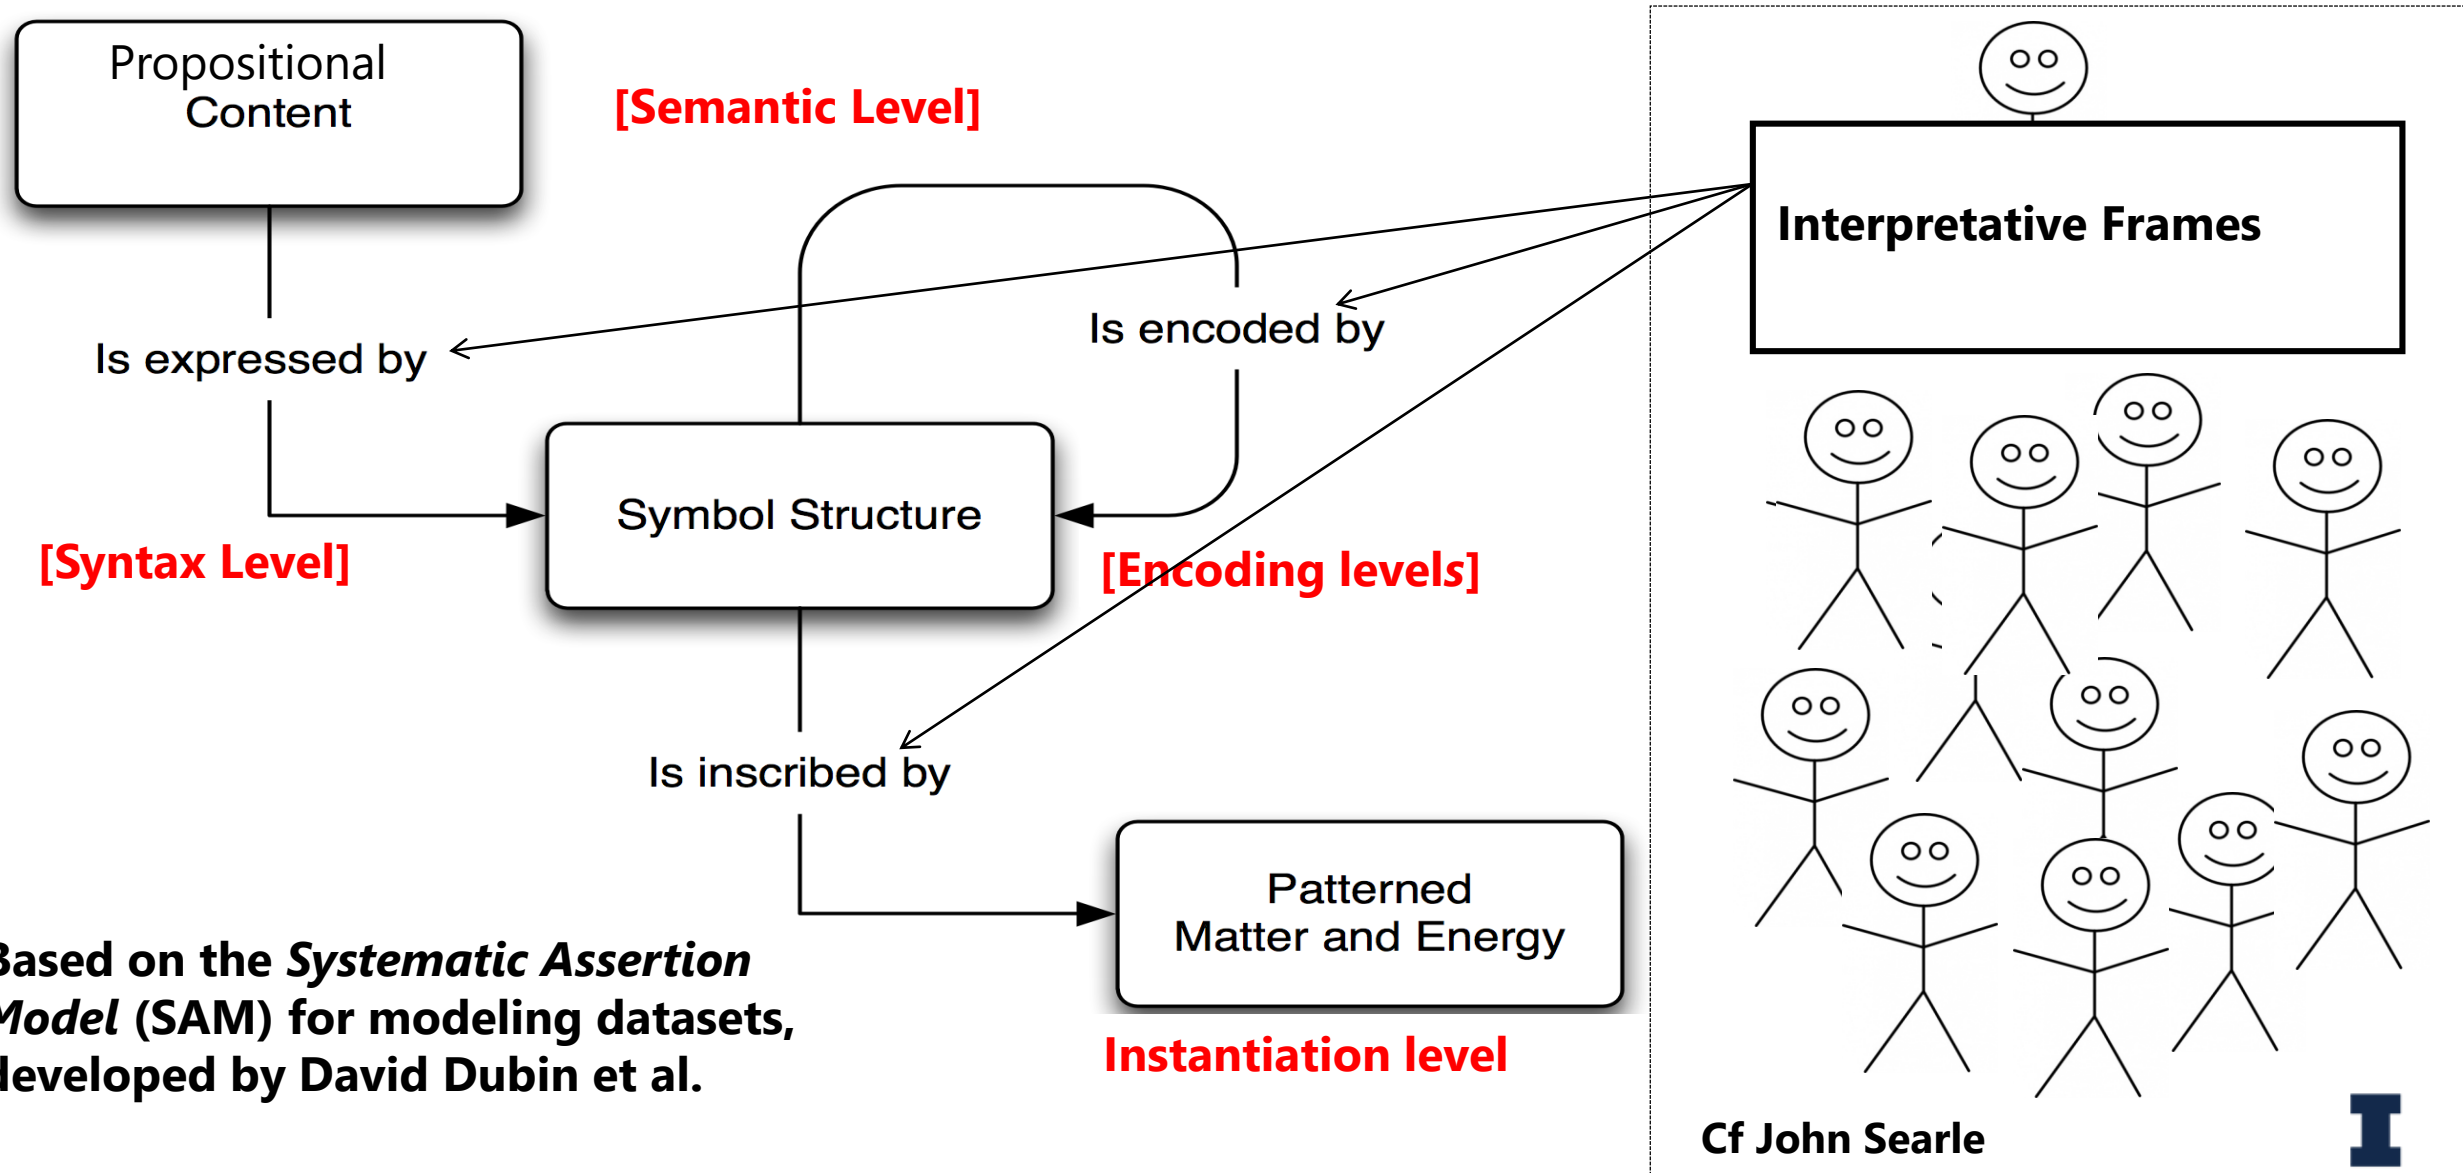 Propositional
Content
[Semantic Level]
Interpretative Frames
Is expressed by
Is encoded by
Symbol Structure
[Syntax Level]
[Encoding levels]
Is inscribed by
Patterned
Matter and Energy
Instantiation level
Based on the Systematic Assertion
Model (SAM) for modeling datasets,
developed by David Dubin et al.
Cf John Searle
I